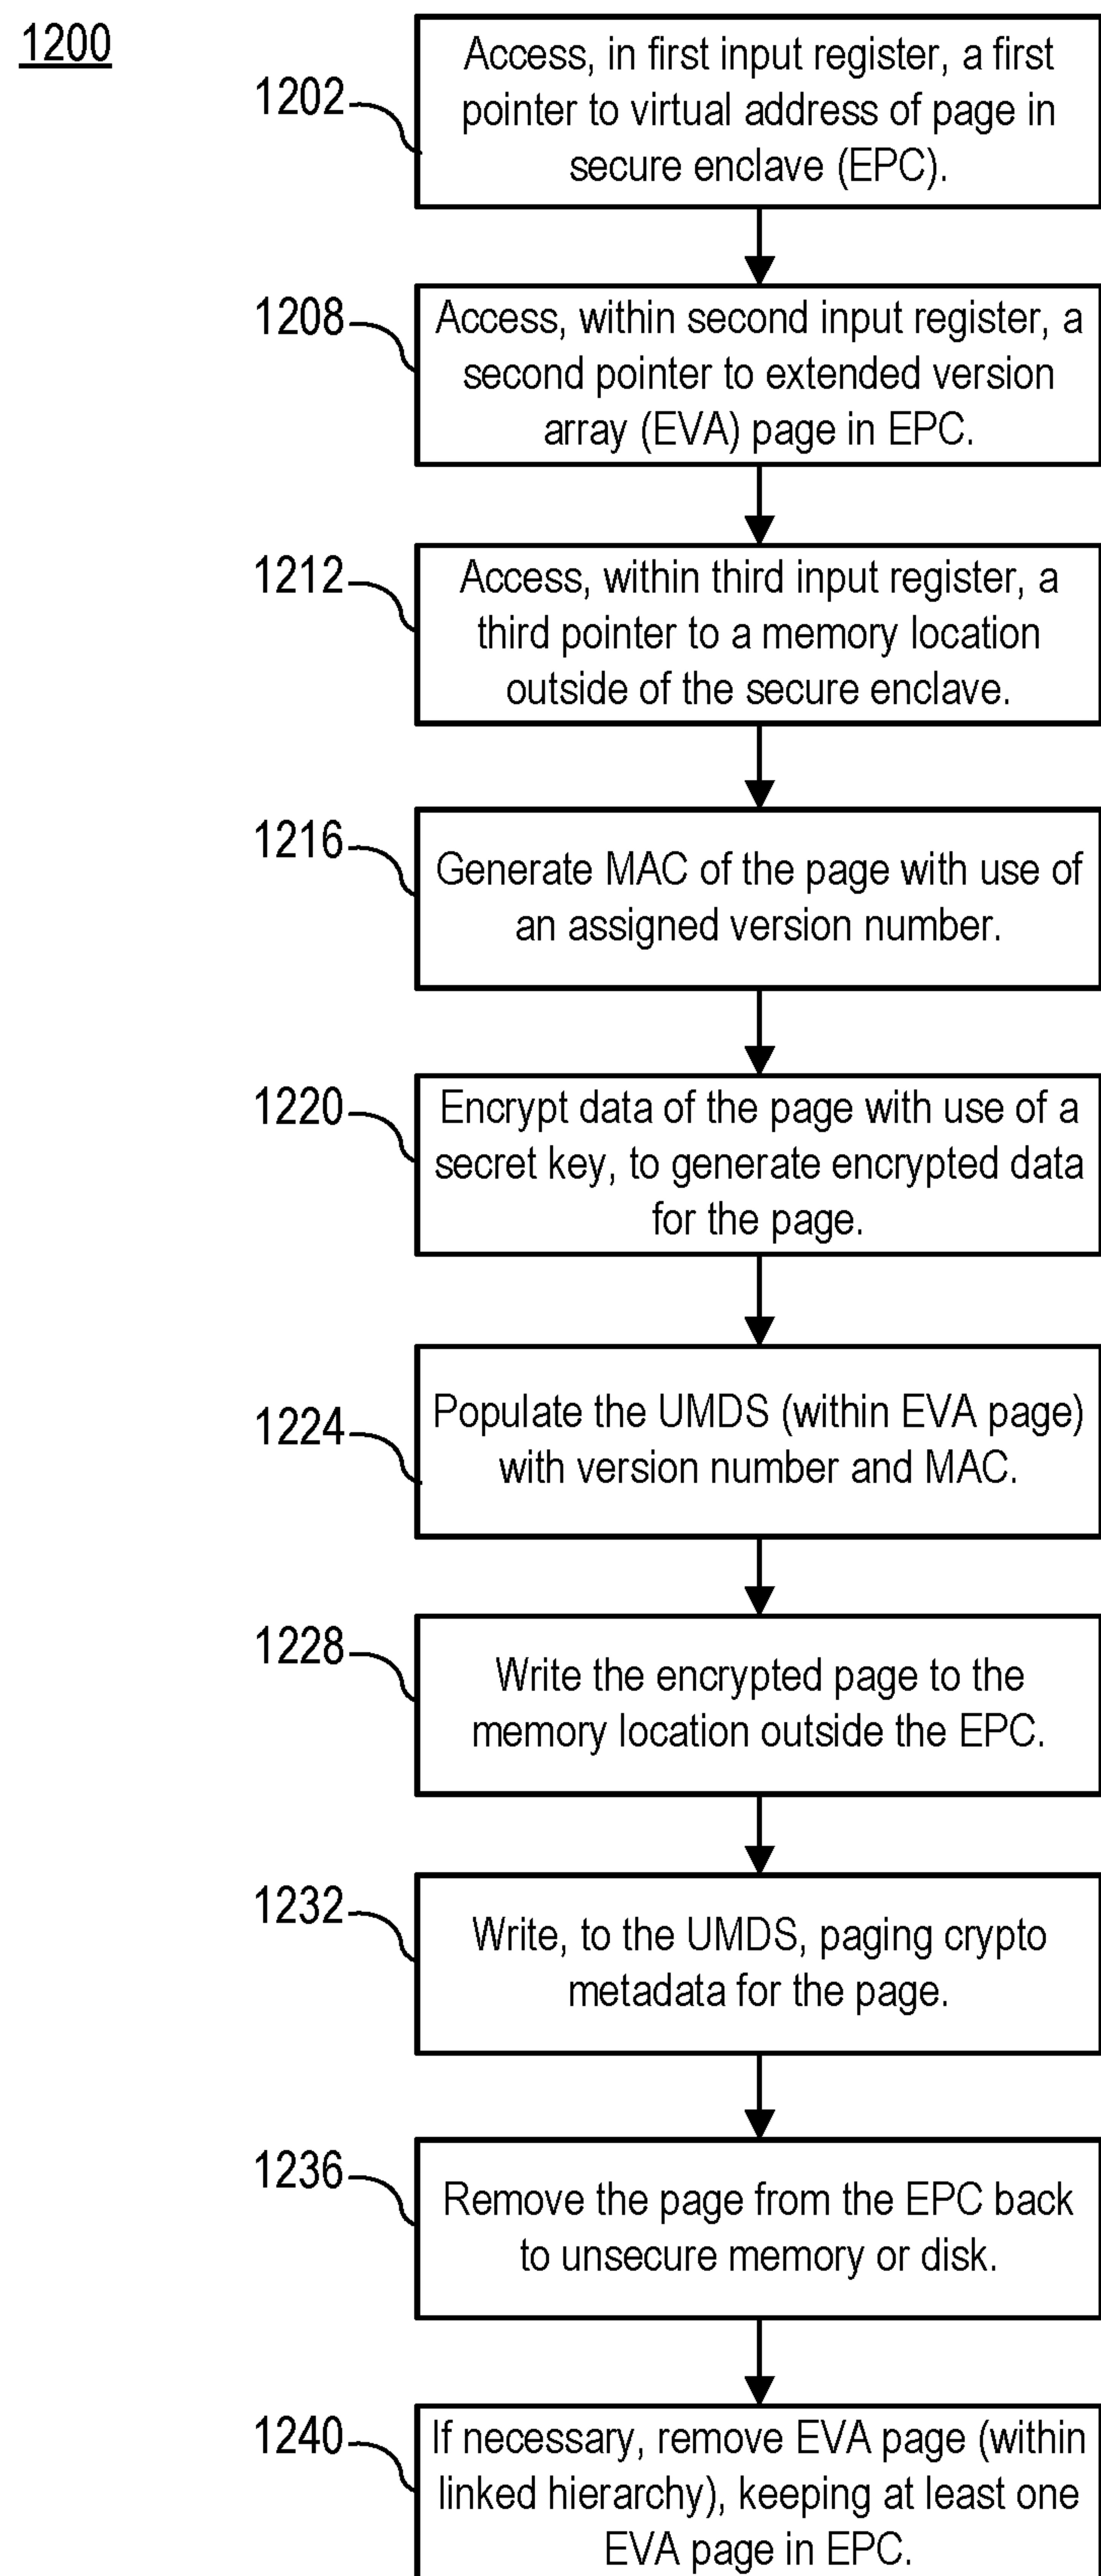 1200
1202
Access, in first input register, a first
pointer to virtual address of page in
secure enclave (EPC).
1208
Access, within second input register, a
second pointer to extended version
array (EVA) page in EPC.
1212
Access, within third input register, a
third pointer to a memory location
outside of the secure enclave.
1216
Generate MAC of the page with use of
an assigned version number.
1220
Encrypt data of the page with use of a
secret key, to generate encrypted data
for the page.
1224
Populate the UMDS (within EVA page)
with version number and MAC.
1228
Write the encrypted page to the
memory location outside the EPC.
1232
Write, to the UMDS, paging crypto
metadata for the page.
1236
Remove the page from the EPC back
to unsecure memory or disk.
1240
If necessary, remove EVA page (within
linked hierarchy), keeping at least one
EVA page in EPC.